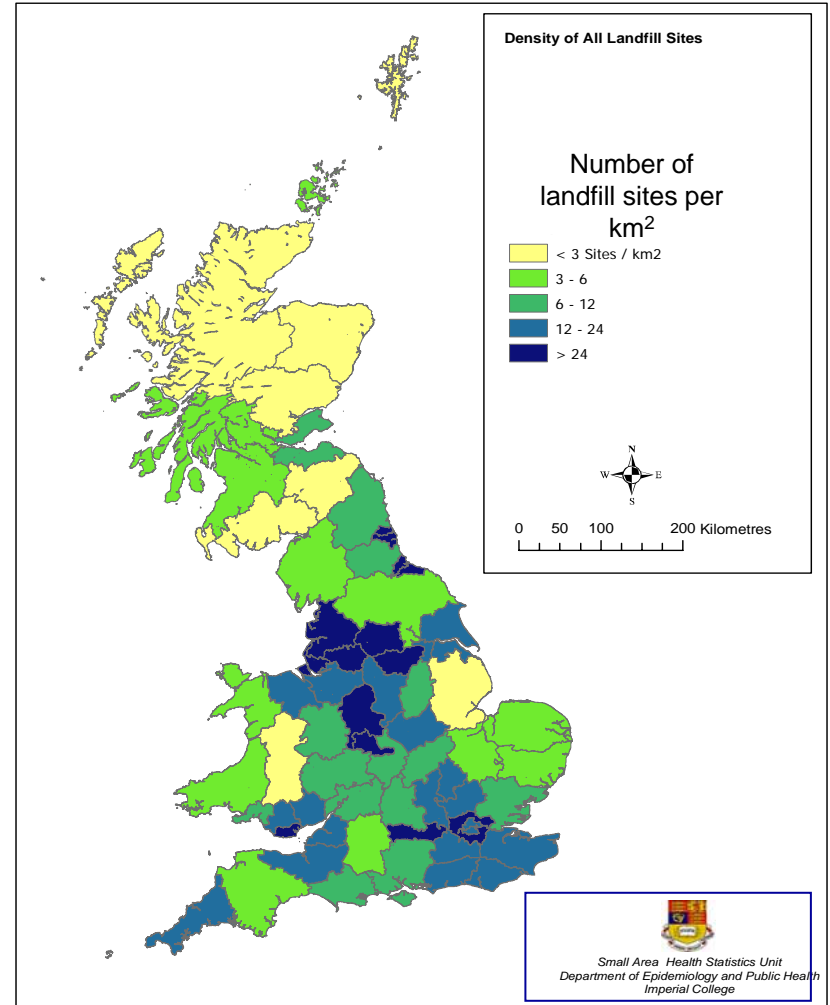 Density of All Landfill Sites
Number of
landfill sites per
km2
< 3 Sites / km2
3 - 6
6 - 12
12 - 24
> 24
N
W E
S
0 50 100 200 Kilometres
Small Area Health Statistics Unit
Department of Epidemiology and Public Health
Imperial College